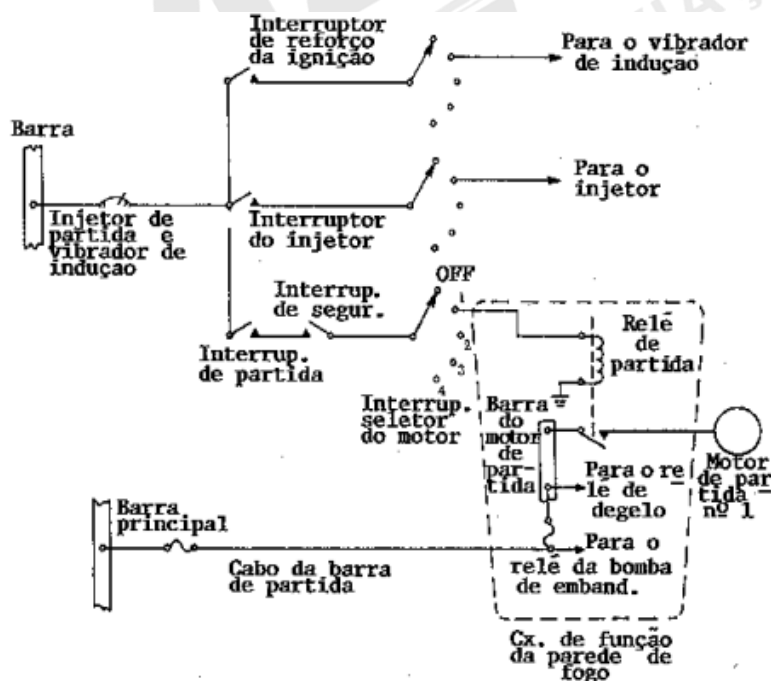 Interruptor
de reforço
da ignição
Para o vibrador
de indução
Barra
Para o
injetor
Injetor de
partida e
vibrador de
indução
Interruptor
do injetor
OFF
Interrup.
de segur.
1
2
3
4
Interrup.
de partida
Relé
de
partida
Interrup.
seletor
do motor
Barra
do
motor
de
par-
tida
Para o re
lé de
degelo
Motor
de par
tida
nº 1
Barra
principal
Para o
relé da bomba
de emband.
Cabo da barra
de partida
Cx. de função
da parede de
fogo